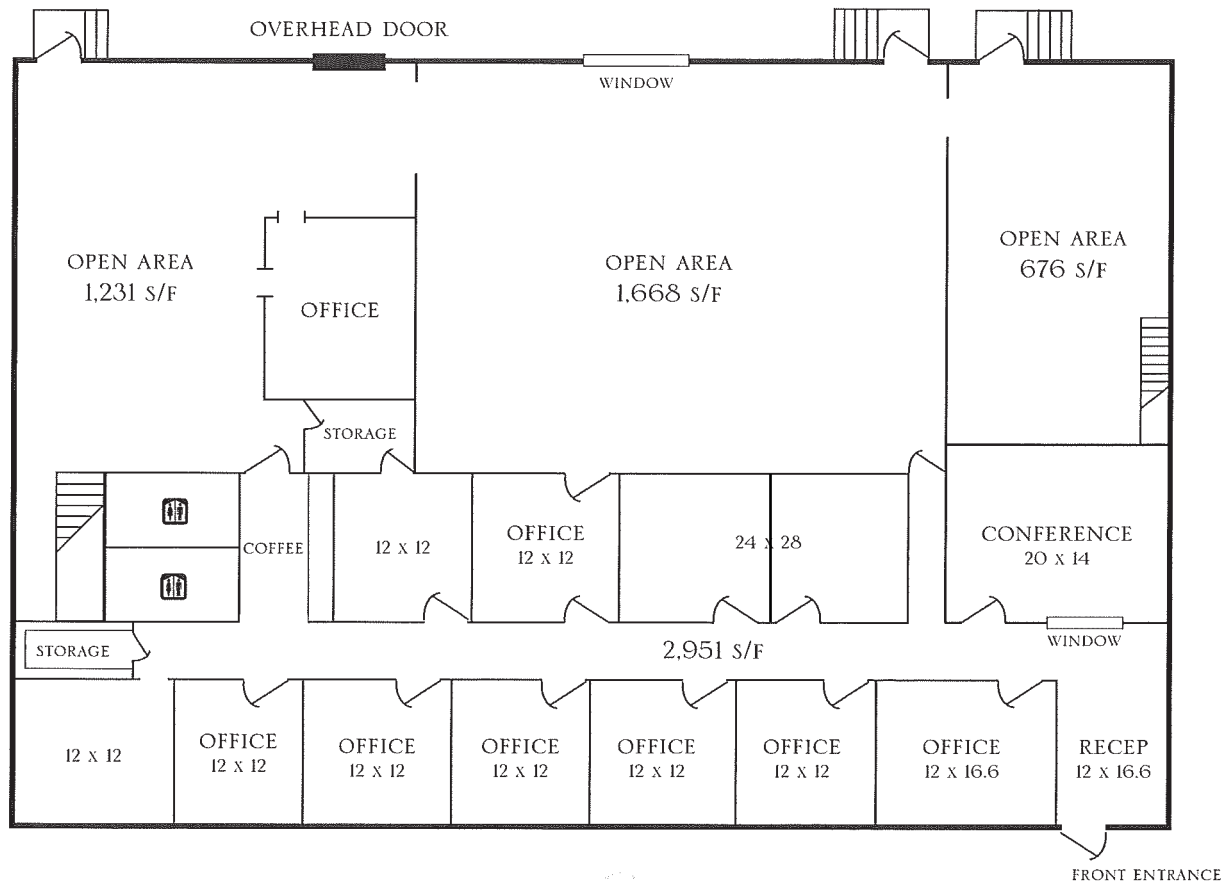 OVERHEAD DOOR
WINDOW
OPEN AREA
1,231 S/F
OFFICE
OPEN AREA
1,668 S/F
OPEN AREA
676 S/F
STORAGE
COFFEE
12 X 12
OFFICE
12 X 12
24 X 28
CONFERENCE
20 X 14
STORAGE
2,951 S/F
WINDOW
12 X 12
OFFICE
12 X 12
OFFICE
12 X 12
OFFICE
12 X 12
OFFICE
12 X 12
OFFICE
12 X 12
OFFICE
12 X 16.6
RECEP
12 X 16.6
FRONT ENTRANCE